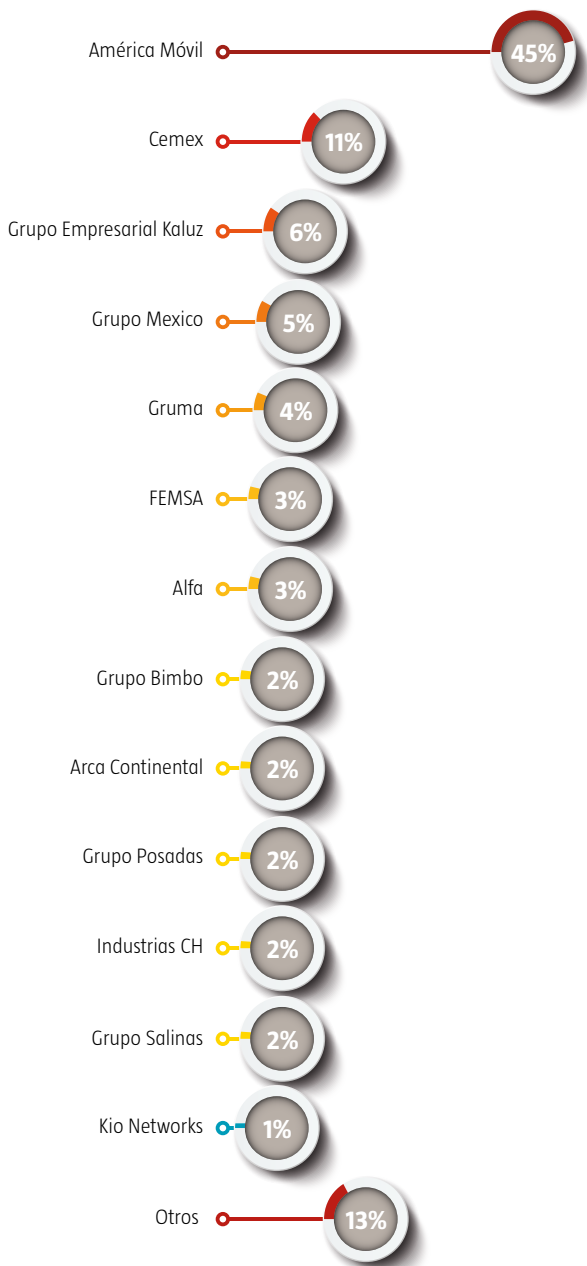 América Móvil 45%
Cemex 11%
Grupo Empresarial Kaluz 6%
Grupo Mexico 5%
Gruma 4%
FEMSA 3%
Alfa 3%
Grupo Bimbo 2%
Arca Continental 2%
Grupo Posadas 2%
Industrias CH 2%
Grupo Salinas 2%
Kio Networks 1%
Otros 13%